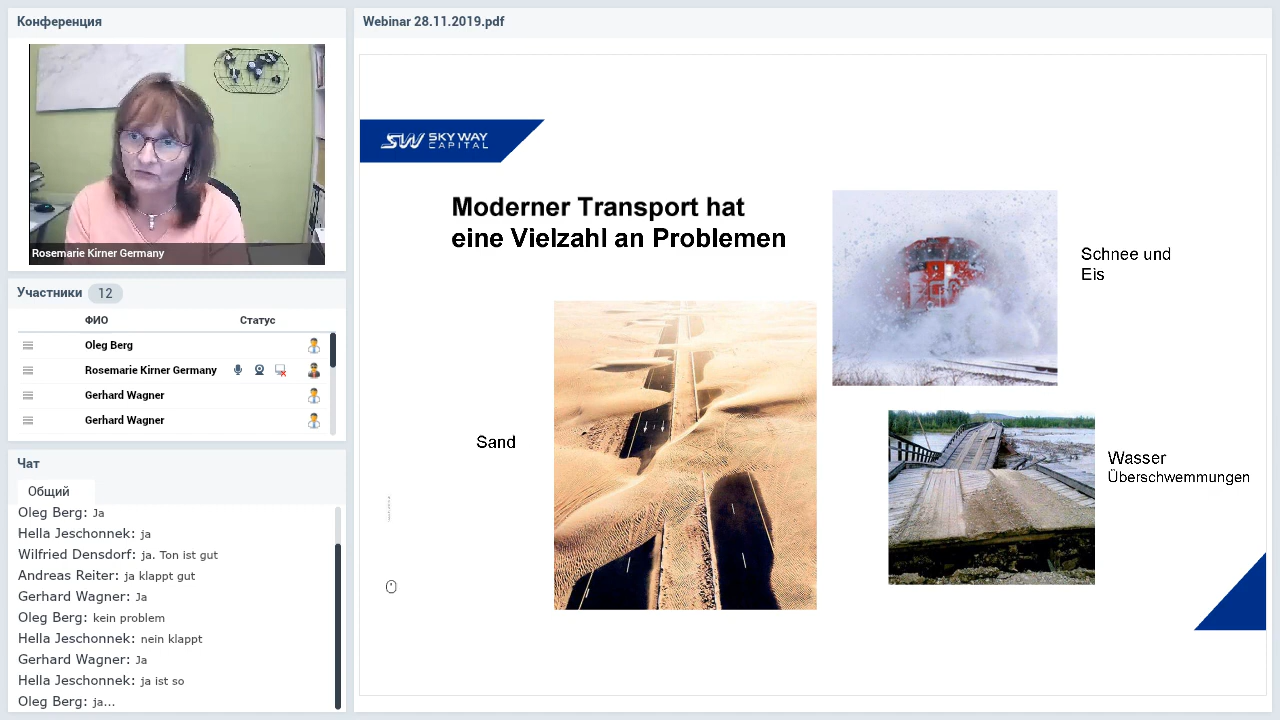 Конференция
Rosemarie Kirner Germany
Участники 12
ФИО Статус
Oleg Berg
Rosemarie Kirner Germany
Gerhard Wagner
Gerhard Wagner
Чат
Общий
Oleg Berg: Ja
Hella Jeschonnek: ja
Wilfried Densdorf: ja. Ton ist gut
Andreas Reiter: ja klappt gut
Gerhard Wagner: Ja
Oleg Berg: kein problem
Hella Jeschonnek: nein klappt
Gerhard Wagner: Ja
Hella Jeschonnek: ja ist so
Oleg Berg: ja...
Webinar 28.11.2019.pdf
SW SKY WAY
CAPITAL
Moderner Transport hat
eine Vielzahl an Problemen
Schnee und
Eis
Sand
Wasser
Überschwemmungen